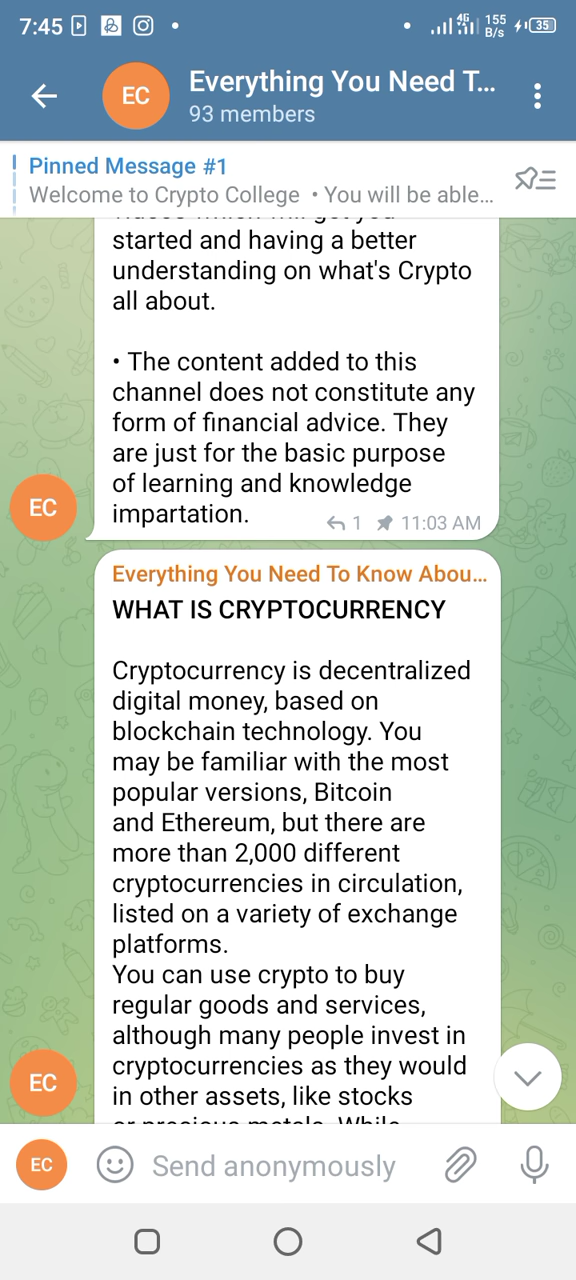 7:45
4G
155
B/s
35
EC
Everything You Need T...
93 members
Pinned Message #1
Welcome to Crypto College • You will be able...
started and having a better
understanding on what's Crypto
all about.
• The content added to this
channel does not constitute any
form of financial advice. They
are just for the basic purpose
of learning and knowledge
impartation.
1 11:03 AM
EC
Everything You Need To Know Abou...
WHAT IS CRYPTOCURRENCY
Cryptocurrency is decentralized
digital money, based on
blockchain technology. You
may be familiar with the most
popular versions, Bitcoin
and Ethereum, but there are
more than 2,000 different
cryptocurrencies in circulation,
listed on a variety of exchange
platforms.
You can use crypto to buy
regular goods and services,
although many people invest in
cryptocurrencies as they would
in other assets, like stocks
or precious metals. While
EC
EC
Send anonymously